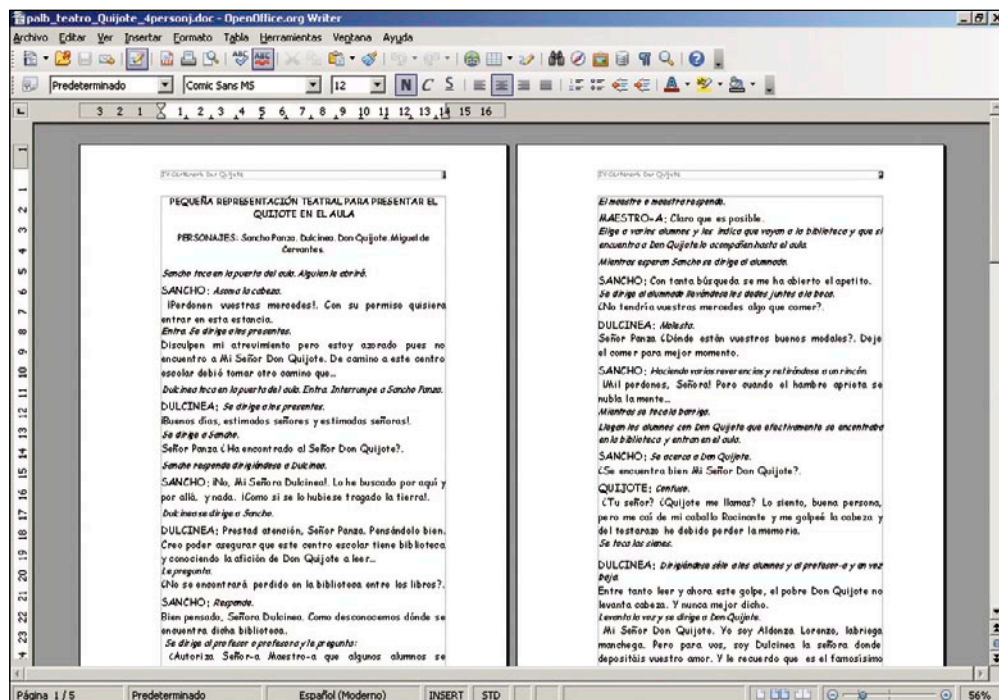 palb_teatro_Quijote_4personj.doc - OpenOffice.org Writer
Archivo Editar Ver Insertar Formato Tabla Herramientas Ventana Ayuda
Predeterminado Comic Sans MS 12 N C S
3 2 1 1 2 3 4 5 6 7 8 9 10 11 12 13 14 15 16
PEQUEÑA REPRESENTACIÓN TEATRAL PARA PRESENTAR EL
QUIJOTE EN EL AULA
PERSONAJES: Sancho Panza. Dulcinea. Don Quijote. Miguel de
Cervantes.
Sancho toca en la puerta del aula. Alguien le abrirá.
SANCHO: Asoma la cabeza.
¡Perdonen vuestras mercedes!. Con su permiso quisiera
entrar en esta estancia.
Entra. Se dirige a los presentes.
Disculpen mi atrevimiento pero estoy azorado pues no
encuentro a Mi Señor Don Quijote. De camino a este centro
escolar debió tomar otro camino que...
Dulcinea toca en la puerta del aula. Entra. Interrumpe a Sancho Panza.
DULCINEA: Se dirige a los presentes.
¡Buenos días, estimados señores y estimadas señoras!.
Se dirige a Sancho.
Señor Panza ¿Ha encontrado al Señor Don Quijote?.
Sancho responde dirigiéndose a Dulcinea.
SANCHO: ¡No, Mi Señora Dulcinea!. Lo he buscado por aquí y
por allá, y nada. ¡Como si se lo hubiese tragado la tierra!.
Dulcinea se dirige a Sancho.
DULCINEA: Prestad atención, Señor Panza. Pensándolo bien.
Creo poder asegurar que este centro escolar tiene biblioteca
y conociendo la afición de Don Quijote a leer...
Le pregunta.
¿No se encontrará perdido en la biblioteca entre los libros?.
SANCHO: Responde.
Bien pensado, Señora Dulcinea. Como desconocemos dónde se
encuentra dicha biblioteca.
Se dirige al profesor o profesora y le pregunta:
¿Autoriza Señor-a Maestro-a que algunos alumnos se
El maestro o maestra responde.
MAESTRO-A: Claro que es posible.
Elige a varios alumnos y les indica que vayan a la biblioteca y que si
encuentra a Don Quijote lo acompañen hasta el aula.
Mientras esperan Sancho se dirige al alumnado.
SANCHO: Con tanta búsqueda se me ha abierto el apetito.
Se dirige al alumnado llevándose los dedos juntos a la boca.
¿No tendría vuestras mercedes algo que comer?.
DULCINEA: Molesta.
Señor Panza ¿Dónde están vuestros buenos modales?. Deje
el comer para mejor momento.
SANCHO: Haciendo varias reverencias y retirándose a un rincón.
¡Mil perdones, Señora! Pero cuando el hambre aprieta se
nubla la mente...
Mientras se toca la barriga.
Llegan los alumnos con Don Quijote que efectivamente se encontraba
en la biblioteca y entran en el aula.
SANCHO: Se acerca a Don Quijote.
¿Se encuentra bien Mi Señor Don Quijote?.
QUIJOTE: Confuso.
¿Tu señor? ¿Quijote me llamas? Lo siento, buena persona,
pero me caí de mi caballo Rocinante y me golpeé la cabeza y
del testarazo he debido perder la memoria.
Se toca las sienes.
DULCINEA: Dirigiéndose sólo a los alumnos y al profesor-a y en voz
baja.
Entre tanto leer y ahora este golpe, el pobre Don Quijote no
levanta cabeza. Y nunca mejor dicho.
Levanta la voz y se dirige a Don Quijote.
Mi Señor Don Quijote. Yo soy Aldonza Lorenzo, labriega
manchega. Pero para vos, soy Dulcinea la señora donde
depositáis vuestro amor. Y le recuerdo que es el famosísimo
Página 1 / 5 Predeterminado Español (Moderno) INSERT STD 56%